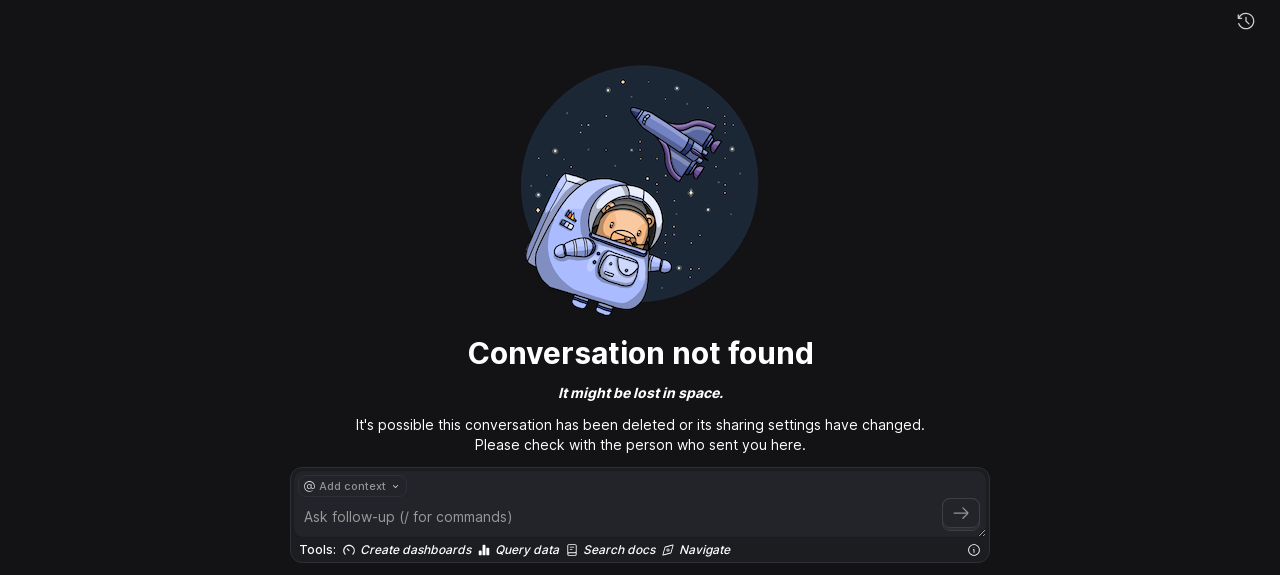 Conversation not found
It might be lost in space.
It's possible this conversation has been deleted or its sharing settings have changed.
Please check with the person who sent you here.
@ Add context
Ask follow-up (/ for commands)
Tools: Create dashboards Query data Search docs Navigate